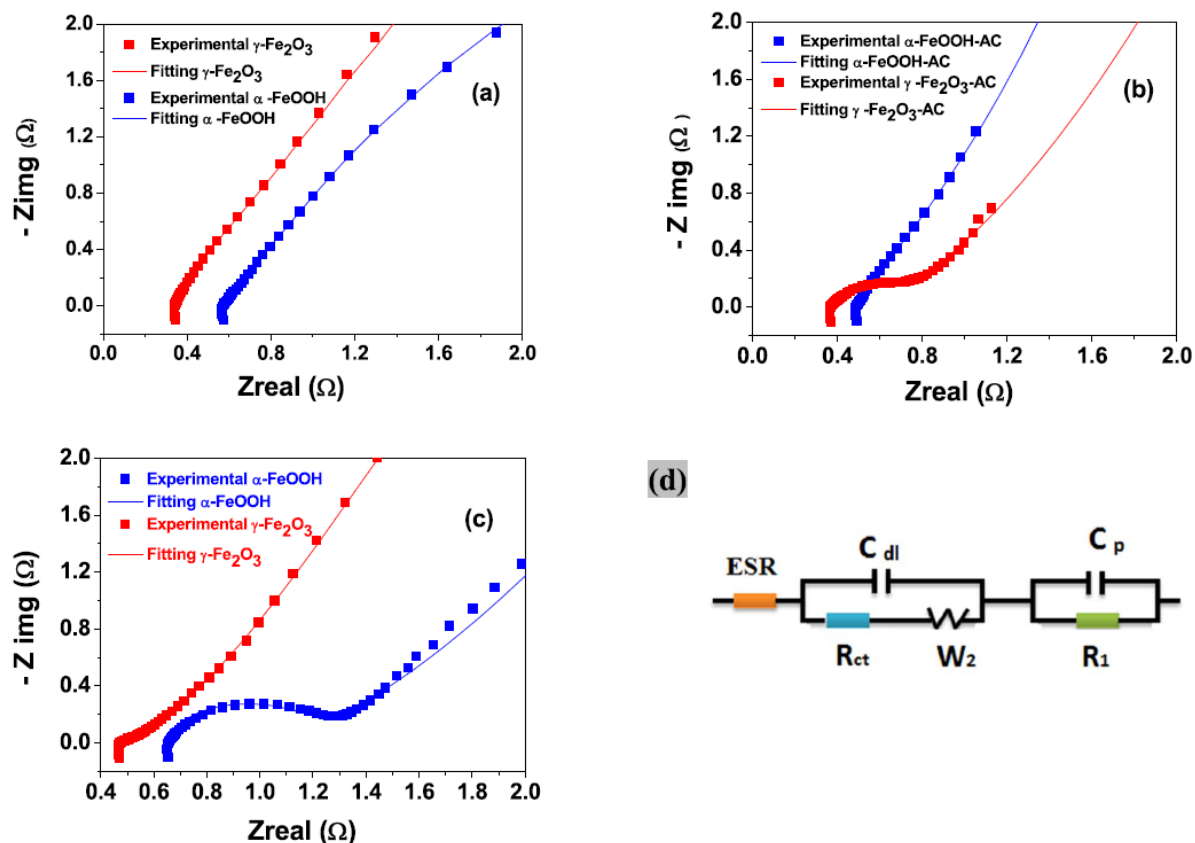 2.0
1.6
1.2
0.8
0.4
0.0
- Zimg (Ω)
Experimental γ-Fe2O3
Fitting γ-Fe2O3
Experimental α -FeOOH
Fitting α -FeOOH
(a)
0.0 0.4 0.8 1.2 1.6 2.0
Zreal (Ω)
2.0
1.6
1.2
0.8
0.4
0.0
- Z img (Ω)
Experimental α-FeOOH-AC
Fitting α-FeOOH-AC
Experimental γ -Fe2O3-AC
Fitting γ -Fe2O3-AC
(b)
0.0 0.4 0.8 1.2 1.6 2.0
Zreal (Ω)
2.0
1.6
1.2
0.8
0.4
0.0
- Z img (Ω)
Experimental α-FeOOH
Fitting α-FeOOH
Experimental γ-Fe2O3
Fitting γ-Fe2O3
(c)
0.4 0.6 0.8 1.0 1.2 1.4 1.6 1.8 2.0
Zreal (Ω)
(d)
C dl
C p
ESR
Rct
W2
R1